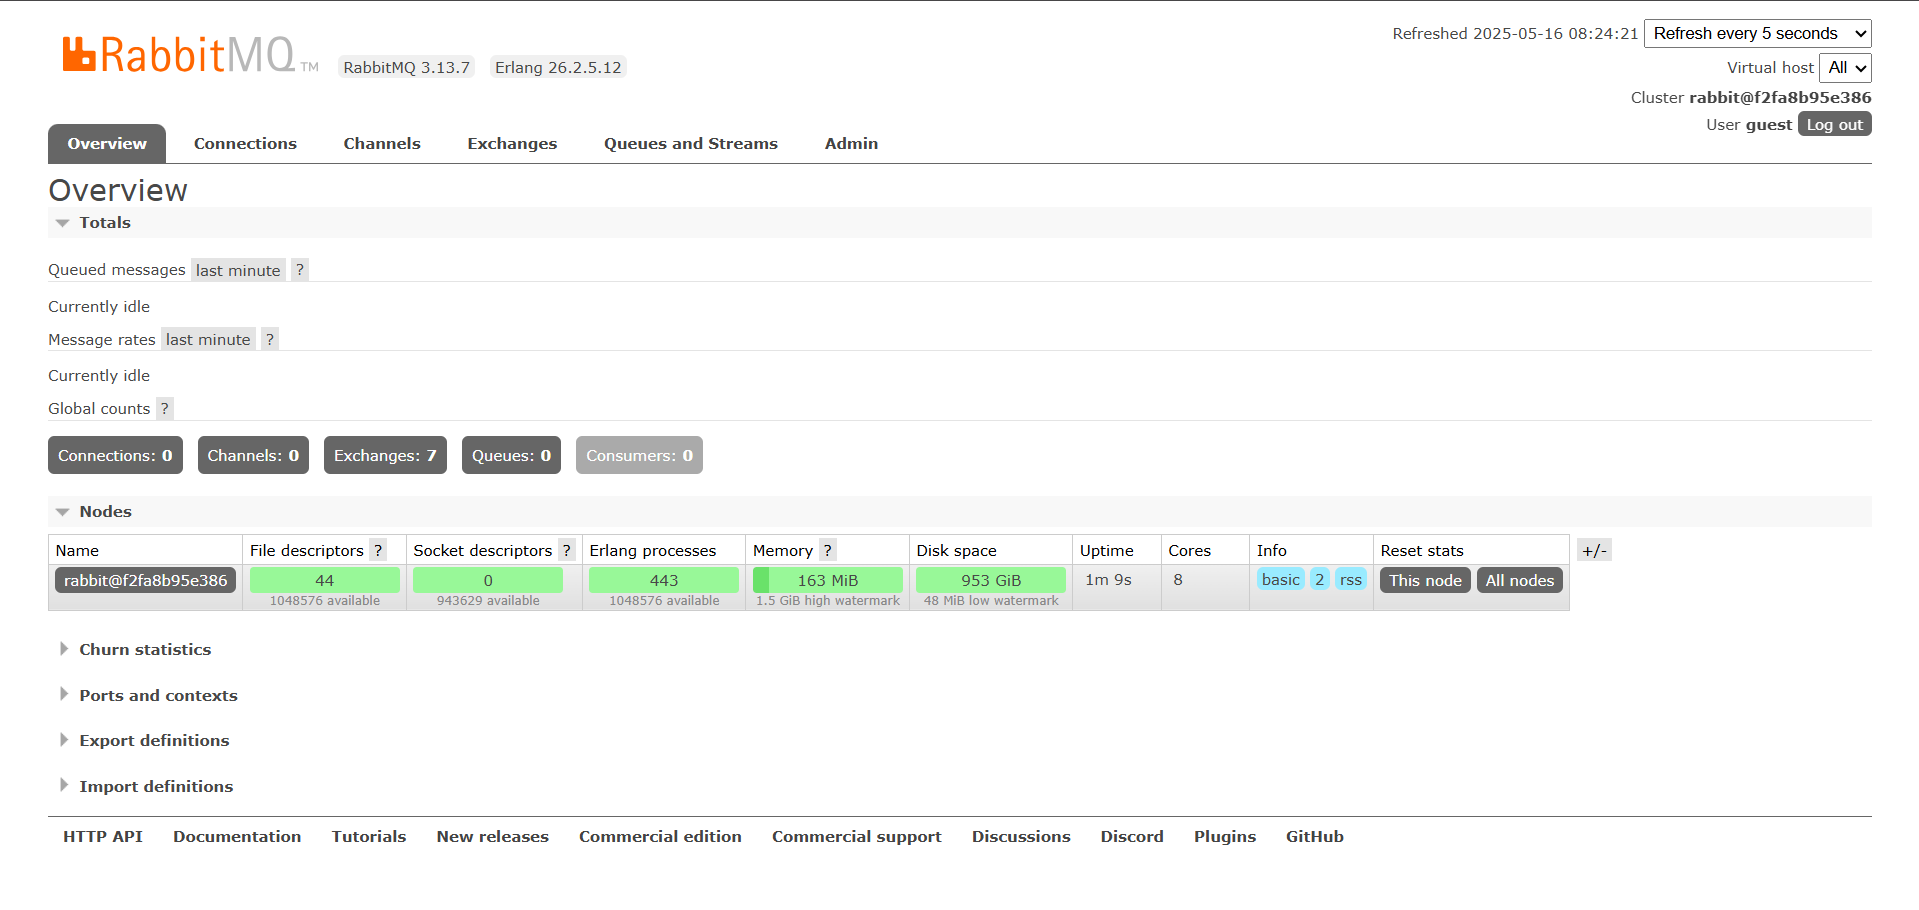 RabbitMQ TM RabbitMQ 3.13.7 Erlang 26.2.5.12
Refreshed 2025-05-16 08:24:21 Refresh every 5 seconds
Virtual host All
Cluster rabbit@f2fa8b95e386
User guest Log out
Overview Connections Channels Exchanges Queues and Streams Admin
Overview
Totals
Queued messages last minute ?
Currently idle
Message rates last minute ?
Currently idle
Global counts ?
Connections: 0 Channels: 0 Exchanges: 7 Queues: 0 Consumers: 0
Nodes
Name File descriptors ? Socket descriptors ? Erlang processes Memory ? Disk space Uptime Cores Info Reset stats +/-
rabbit@f2fa8b95e386 44 0 443 163 MiB 953 GiB 1m 9s 8 basic 2 rss This node All nodes
1048576 available 943629 available 1048576 available 1.5 GiB high watermark 48 MiB low watermark
Churn statistics
Ports and contexts
Export definitions
Import definitions
HTTP API Documentation Tutorials New releases Commercial edition Commercial support Discussions Discord Plugins GitHub